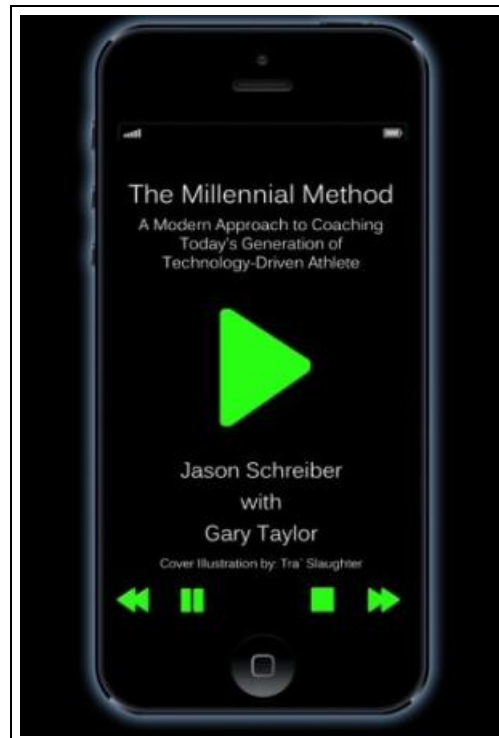 The Millennial Method
A Modern Approach to Coaching
Today's Generation of
Technology-Driven Athlete
Jason Schreiber
with
Gary Taylor
Cover Illustration by: Tra` Slaughter